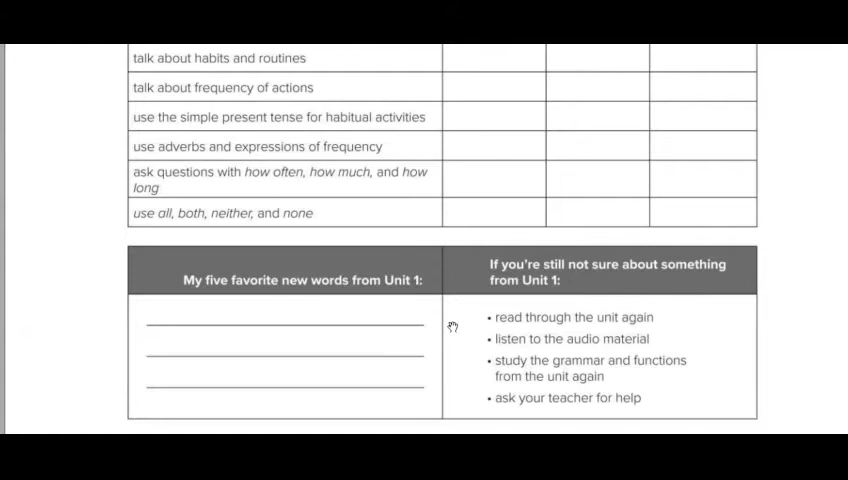 talk about habits and routines
talk about frequency of actions
use the simple present tense for habitual activities
use adverbs and expressions of frequency
ask questions with how often, how much, and how
long
use all, both, neither, and none
My five favorite new words from Unit 1:
If you're still not sure about something
from Unit 1:
• read through the unit again
• listen to the audio material
• study the grammar and functions
from the unit again
• ask your teacher for help